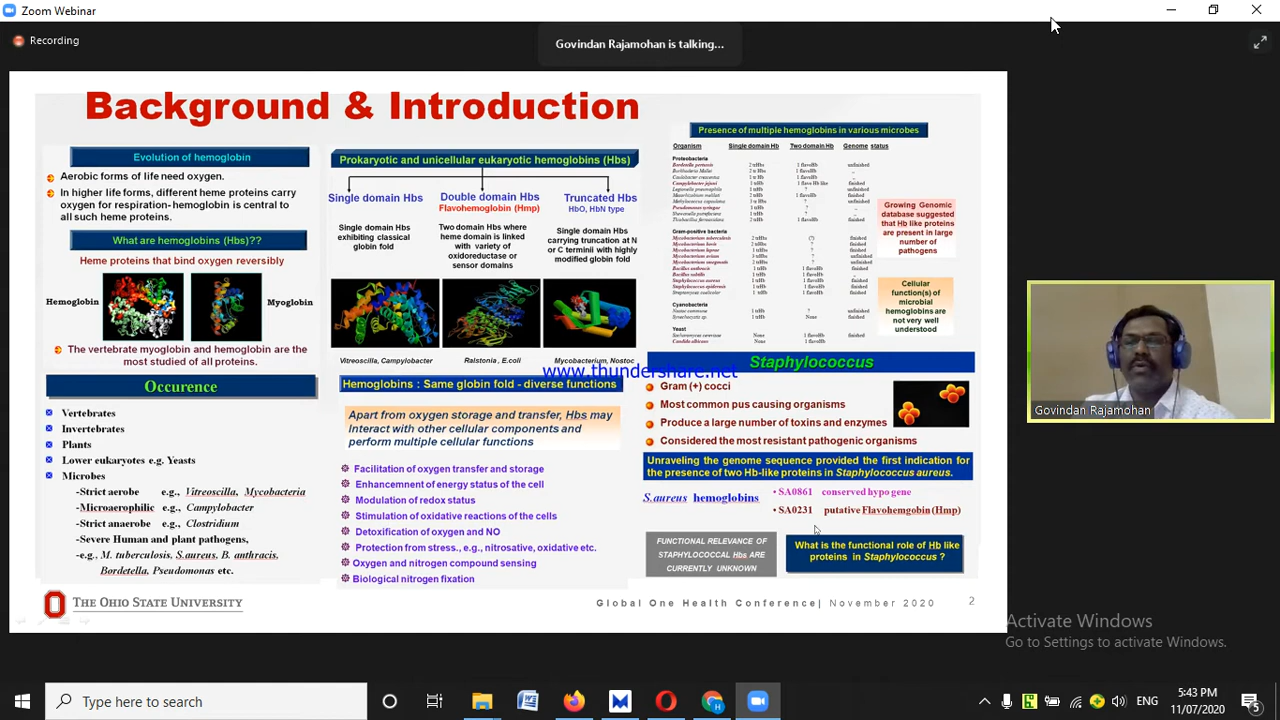 Zoom Webinar
Recording
Govindan Rajamohan is talking...
Background & Introduction
Evolution of hemoglobin
Aerobic forms of life need oxygen.
In higher life forms, different heme proteins carry
oxygen for respiration-hemoglobin is central to
all such heme proteins.
What are hemoglobins (Hbs)??
Heme proteins that bind oxygen reversibly
Hemoglobin
Myoglobin
The vertebrate myoglobin and hemoglobin are the
most studied of all proteins.
Occurence
Vertebrates
Invertebrates
Plants
Lower eukaryotes e.g. Yeasts
Microbes
-Strict aerobe e.g., Vitreoscilla, Mycobacteria
-Microaerophilic e.g., Campylobacter
-Strict anaerobe e.g., Clostridium
-Severe Human and plant pathogens,
-e.g., M. tuberculosis, S.aureus, B. anthracis,
Bordetella, Pseudomonas etc.
Prokaryotic and unicellular eukaryotic hemoglobins (Hbs)
Single domain Hbs
Single domain Hbs
exhibiting classical
globin fold
Double domain Hbs
Flavohemoglobin (Hmp)
Two domain Hbs where
heme domain is linked
with variety of
oxidoreductase or
sensor domains
Truncated Hbs
HbO, HbN type
Single domain Hbs
carrying truncation at N
or C termini with highly
modified globin fold
Vitreoscilla, Campylobacter
Ralstonia, E.coli
Mycobacterium, Nostoc
www.thundershare.net
Hemoglobins : Same globin fold - diverse functions
Apart from oxygen storage and transfer, Hbs may
Interact with other cellular components and
perform multiple cellular functions
Facilitation of oxygen transfer and storage
Enhancemnent of energy status of the cell
Modulation of redox status
Stimulation of oxidative reactions of the cells
Detoxification of oxygen and NO
Protection from stress., e.g., nitrosative, oxidative etc.
Oxygen and nitrogen compound sensing
Biological nitrogen fixation
Presence of multiple hemoglobins in various microbes
Organism Single domain Hb Two domain Hb Genome status
Proteobacteria
Gram-positive bacteria
Cyanobacteria
Yeast
Growing Genomic
database suggested
that Hb like proteins
are present in large
number of
pathogens
Cellular
function(s) of
microbial
hemoglobins are
not very well
understood
Staphylococcus
Gram (+) cocci
Most common pus causing organisms
Produce a large number of toxins and enzymes
Considered the most resistant pathogenic organisms
Unraveling the genome sequence provided the first indication for
the presence of two Hb-like proteins in Staphylococcus aureus.
S.aureus hemoglobins
• SA0861 conserved hypo gene
• SA0231 putative Flavohemgobin (Hmp)
FUNCTIONAL RELEVANCE OF
STAPHYLOCOCCAL Hbs ARE
CURRENTLY UNKNOWN
What is the functional role of Hb like
proteins in Staphylococcus ?
THE OHIO STATE UNIVERSITY
Global One Health Conference| November 2020
2
Govindan Rajamohan
Activate Windows
Go to Settings to activate Windows.
Type here to search
ENG
5:43 PM
11/07/2020
5